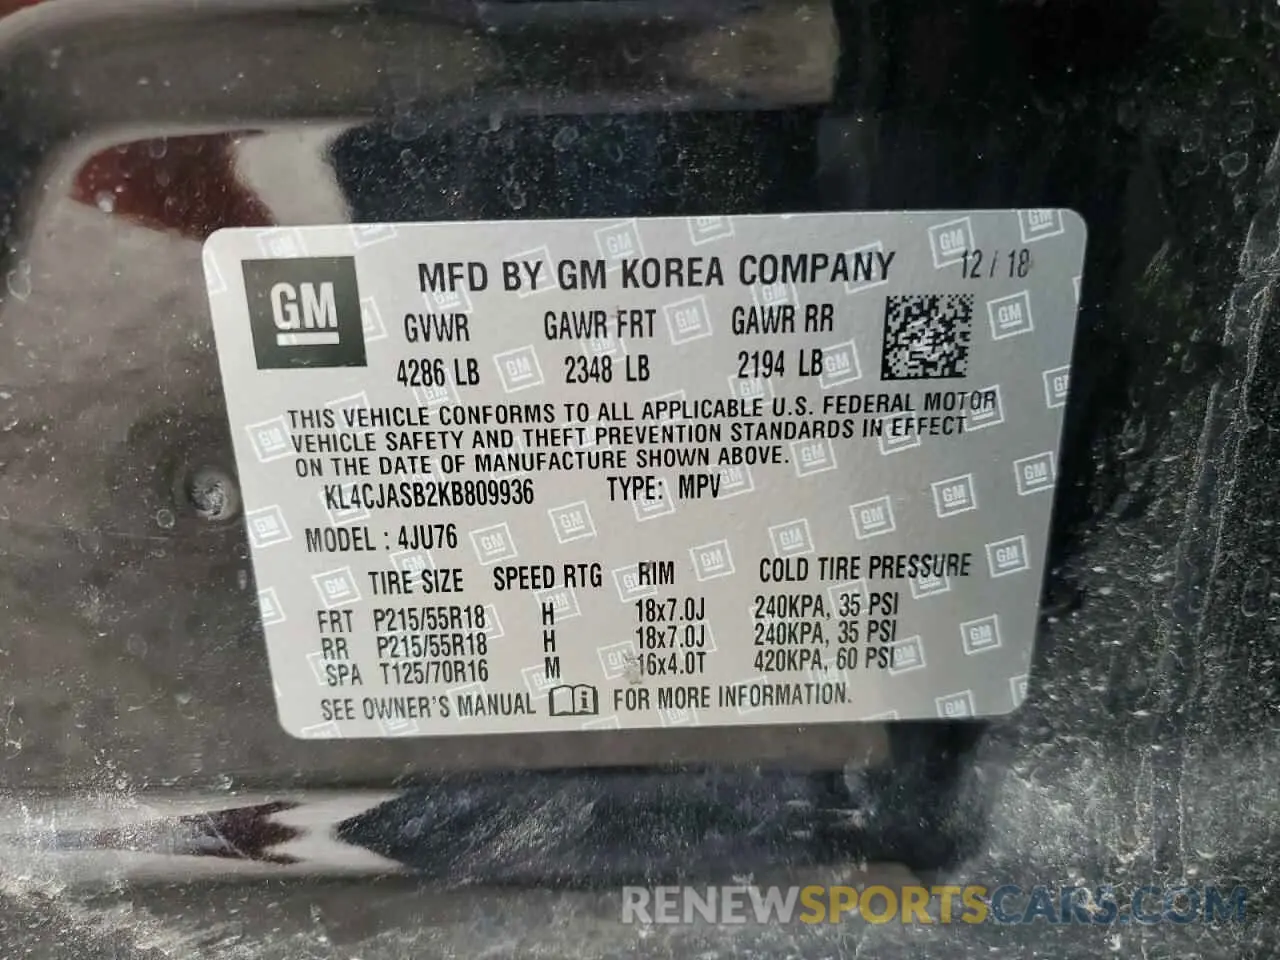 GM
MFD BY GM KOREA COMPANY 12 / 18
GVWR GAWR FRT GAWR RR
4286 LB 2348 LB 2194 LB
THIS VEHICLE CONFORMS TO ALL APPLICABLE U.S. FEDERAL MOTOR
VEHICLE SAFETY AND THEFT PREVENTION STANDARDS IN EFFECT
ON THE DATE OF MANUFACTURE SHOWN ABOVE.
KL4CJASB2KB809936 TYPE: MPV
MODEL : 4JU76
TIRE SIZE SPEED RTG RIM COLD TIRE PRESSURE
FRT P215/55R18 H 18x7.0J 240KPA, 35 PSI
RR P215/55R18 H 18x7.0J 240KPA, 35 PSI
SPA T125/70R16 M 16x4.0T 420KPA, 60 PSI
SEE OWNER'S MANUAL FOR MORE INFORMATION.
RENEWSPORTSCARS.COM